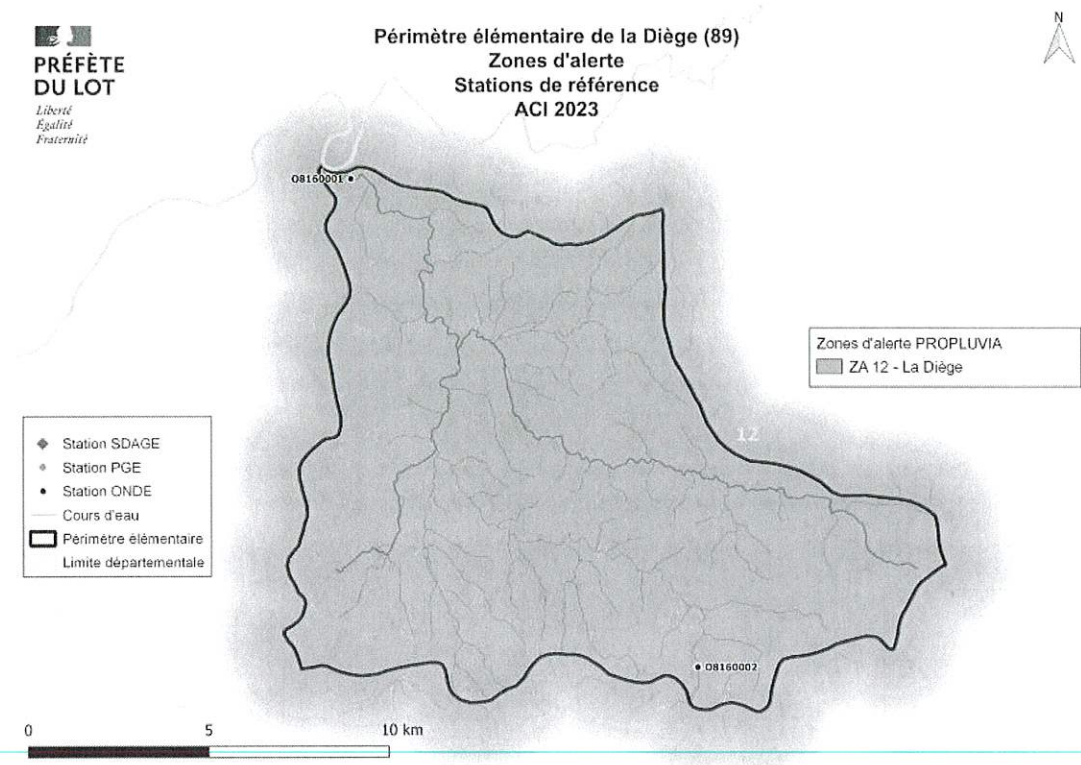 PRÉFÈTE
DU LOT
Liberté
Égalité
Fraternité
Périmètre élémentaire de la Diège (89)
Zones d'alerte
Stations de référence
ACI 2023
N
O8160001
Zones d'alerte PROPLUVIA
ZA 12 - La Diège
12
Station SDAGE
Station PGE
Station ONDE
Cours d'eau
Périmètre élémentaire
Limite départementale
O8160002
0 5 10 km